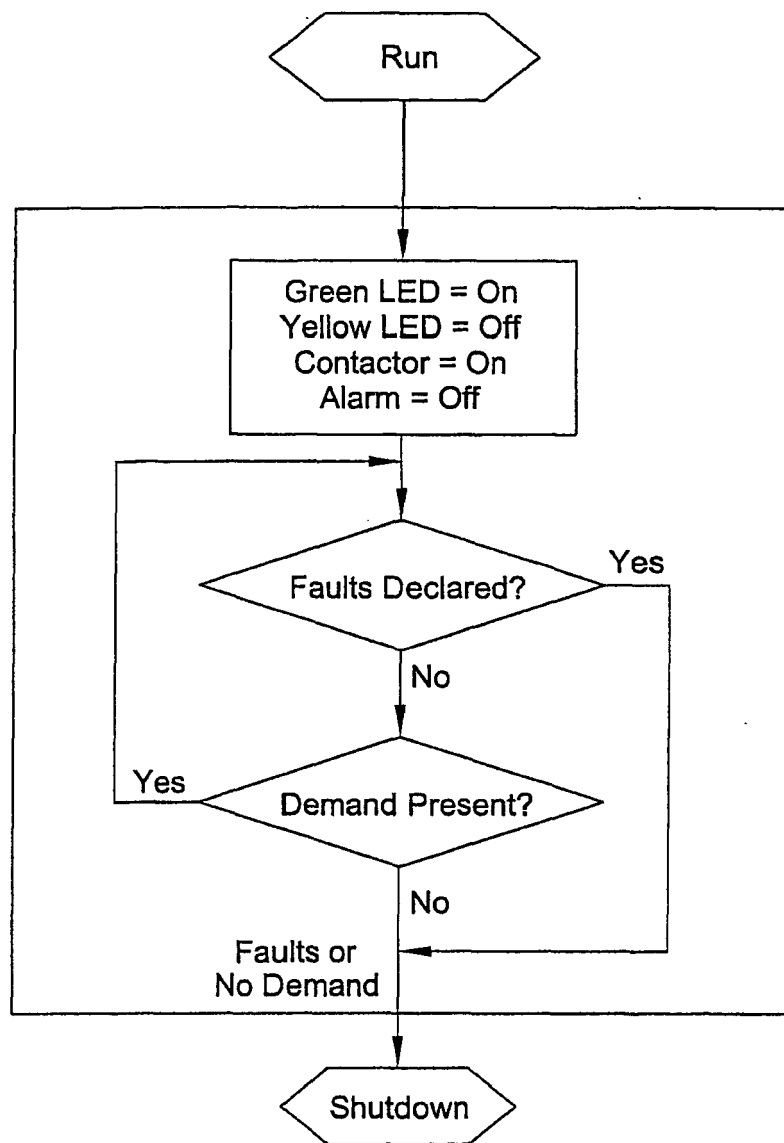 Run
Green LED = On
Yellow LED = Off
Contactor = On
Alarm = Off
Faults Declared?
Yes
No
Yes
Demand Present?
No
Faults or
No Demand
Shutdown